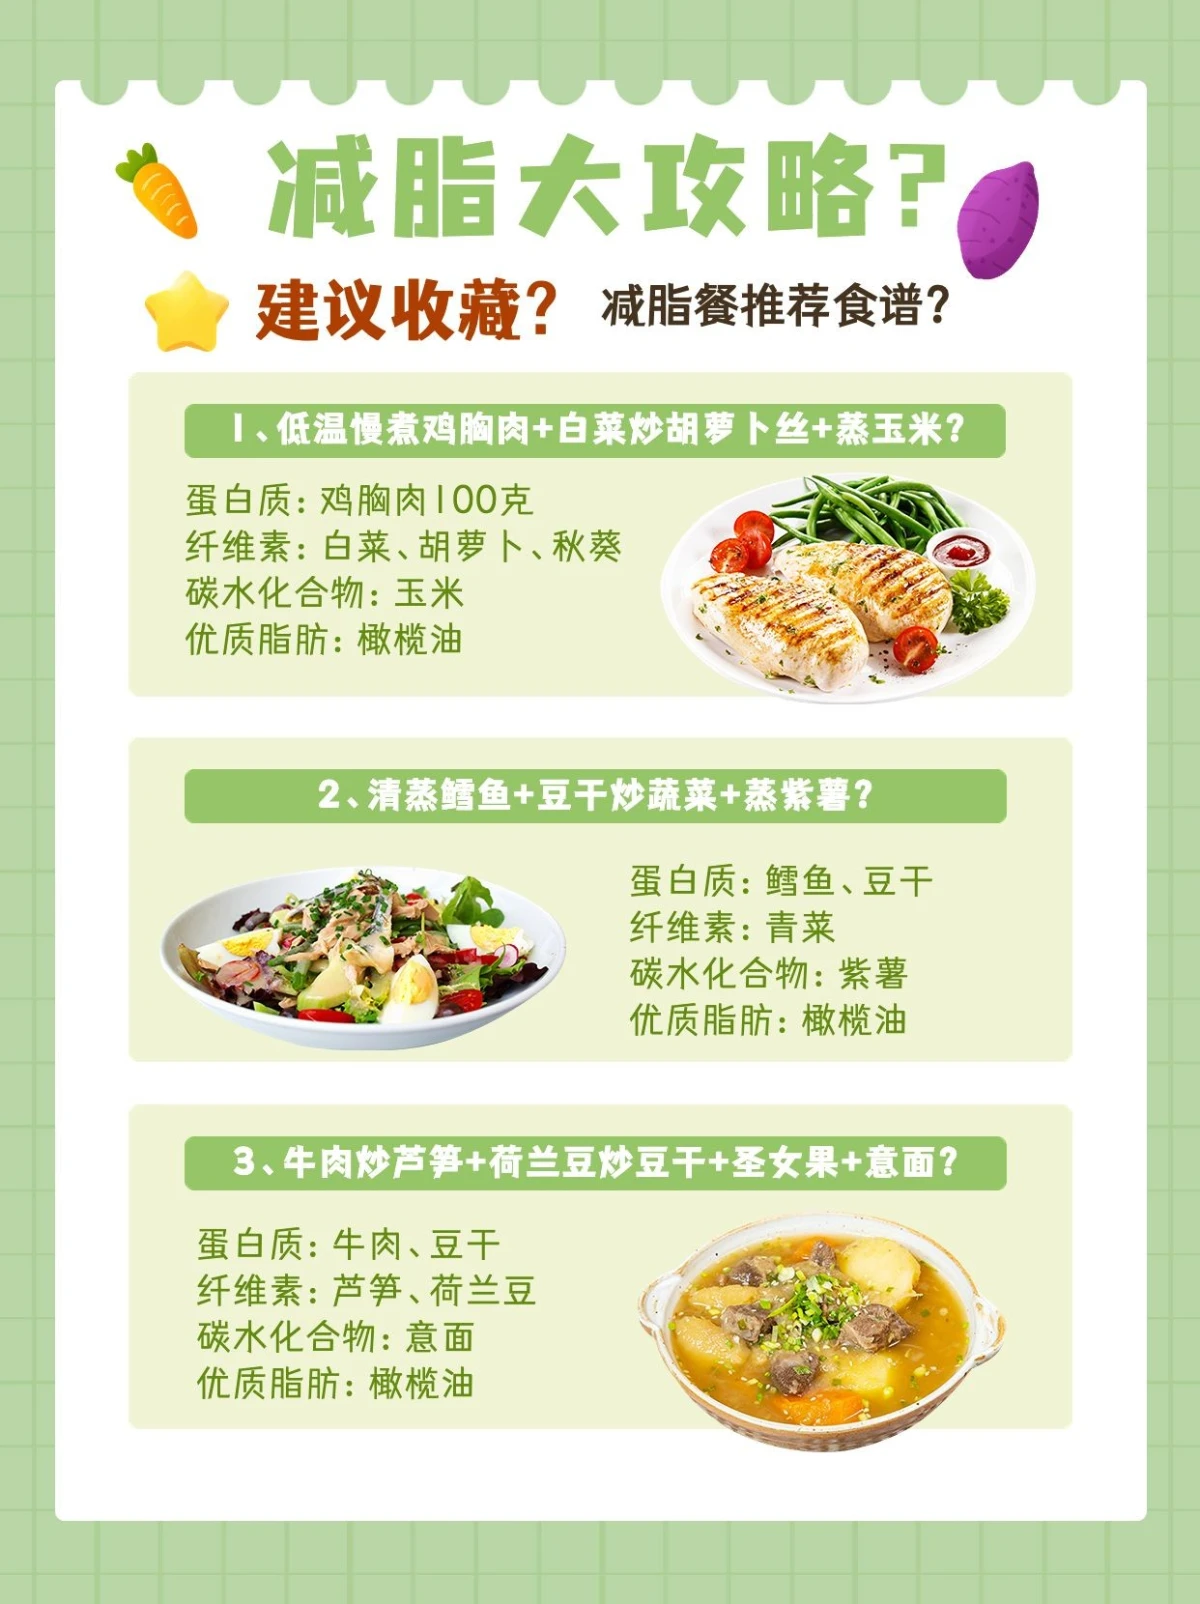 减脂大攻略?
建议收藏? 减脂餐推荐食谱?
1、低温慢煮鸡胸肉+白菜炒胡萝卜丝+蒸玉米?
蛋白质: 鸡胸肉100克
纤维素: 白菜、胡萝卜、秋葵
碳水化合物: 玉米
优质脂肪: 橄榄油
2、清蒸鳕鱼+豆干炒蔬菜+蒸紫薯?
蛋白质: 鳕鱼、豆干
纤维素: 青菜
碳水化合物: 紫薯
优质脂肪: 橄榄油
3、牛肉炒芦笋+荷兰豆炒豆干+圣女果+意面?
蛋白质: 牛肉、豆干
纤维素: 芦笋、荷兰豆
碳水化合物: 意面
优质脂肪: 橄榄油